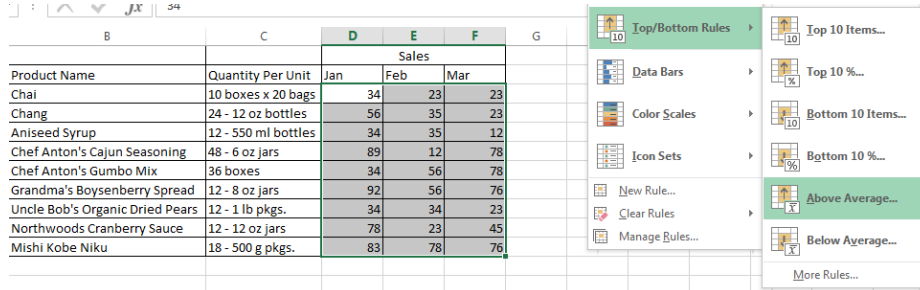 fx 34
B C D E F G
Sales
Product Name Quantity Per Unit Jan Feb Mar
Chai 10 boxes x 20 bags 34 23 23
Chang 24 - 12 oz bottles 56 35 23
Aniseed Syrup 12 - 550 ml bottles 34 35 12
Chef Anton's Cajun Seasoning 48 - 6 oz jars 89 12 78
Chef Anton's Gumbo Mix 36 boxes 34 56 78
Grandma's Boysenberry Spread 12 - 8 oz jars 92 56 76
Uncle Bob's Organic Dried Pears 12 - 1 lb pkgs. 34 34 23
Northwoods Cranberry Sauce 12 - 12 oz jars 78 23 45
Mishi Kobe Niku 18 - 500 g pkgs. 83 78 76
10 Top/Bottom Rules
Data Bars
Color Scales
Icon Sets
New Rule...
Clear Rules
Manage Rules...
10 Top 10 Items...
% Top 10 %...
10 Bottom 10 Items...
% Bottom 10 %...
x̄ Above Average...
x̄ Below Average...
More Rules...